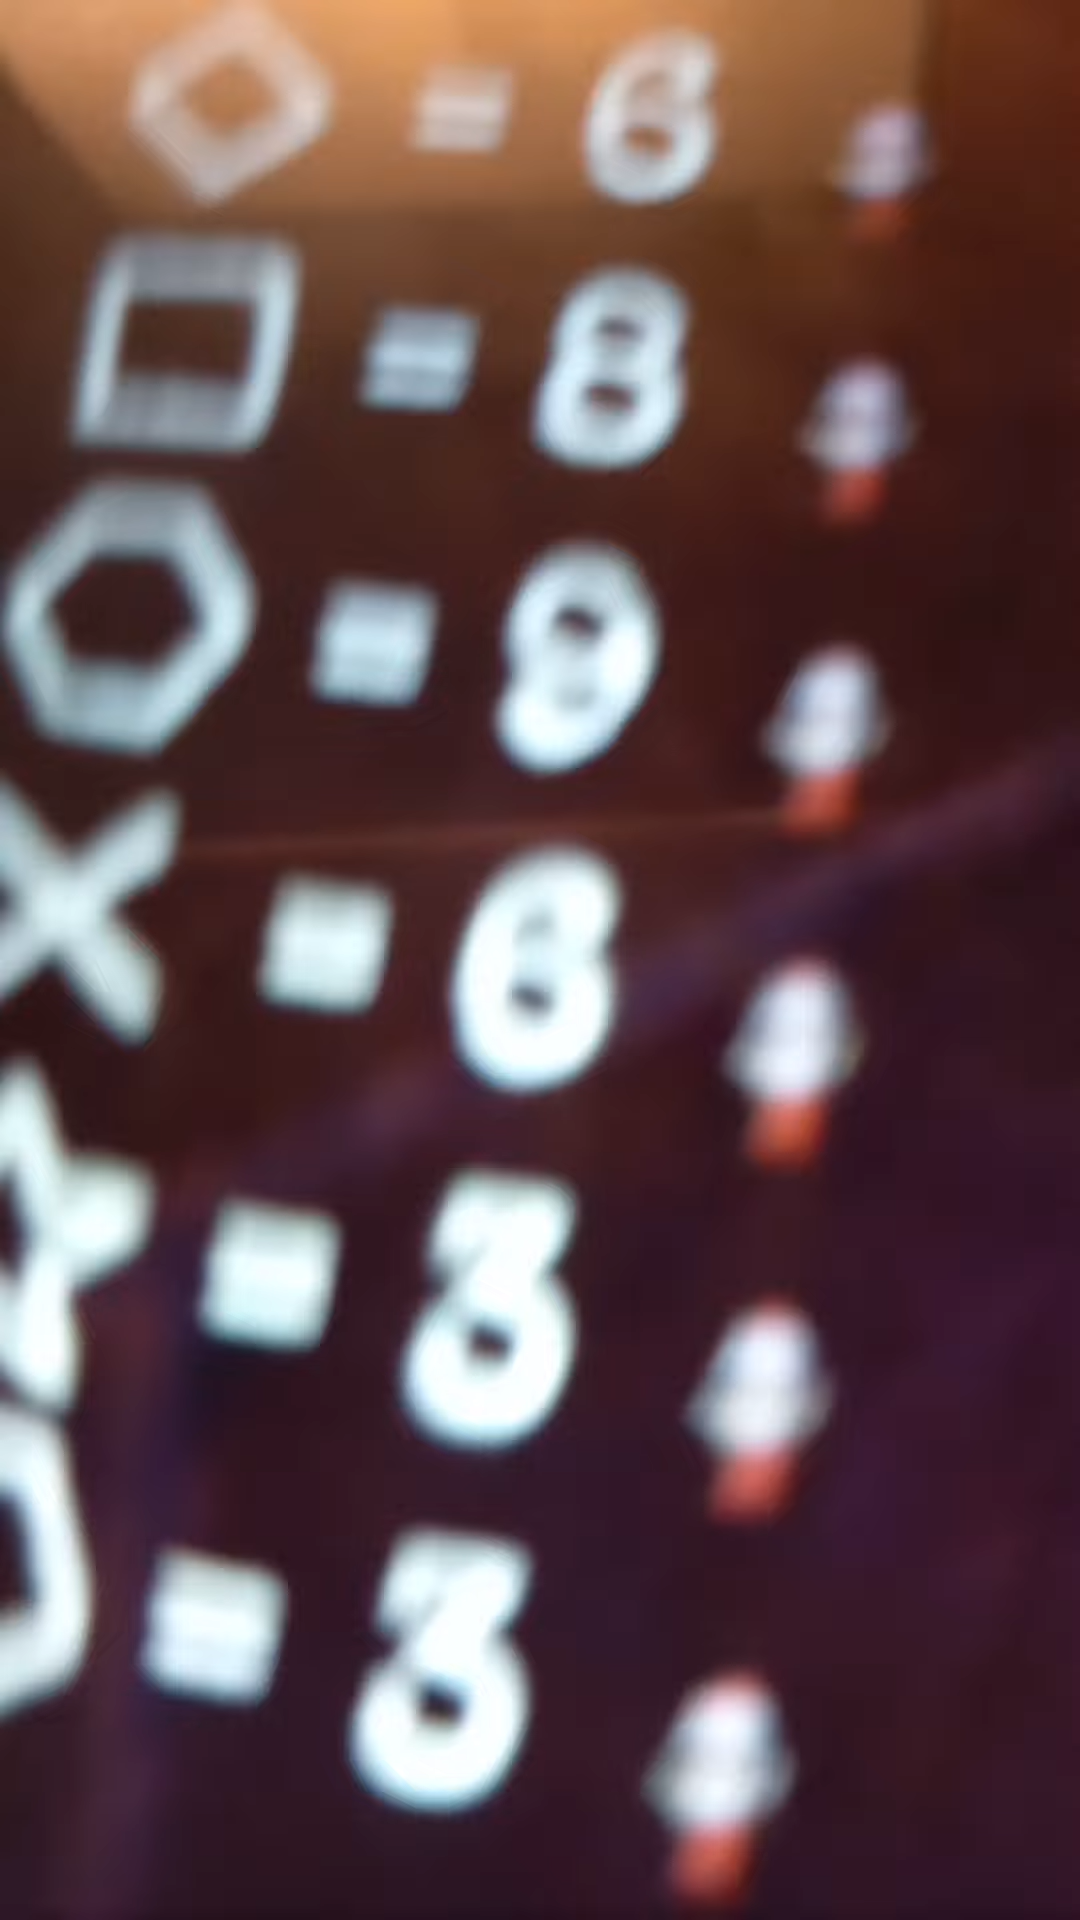 ◇ = 6
□ = 8
⬡ = 9
X = 6
= 3
= 3